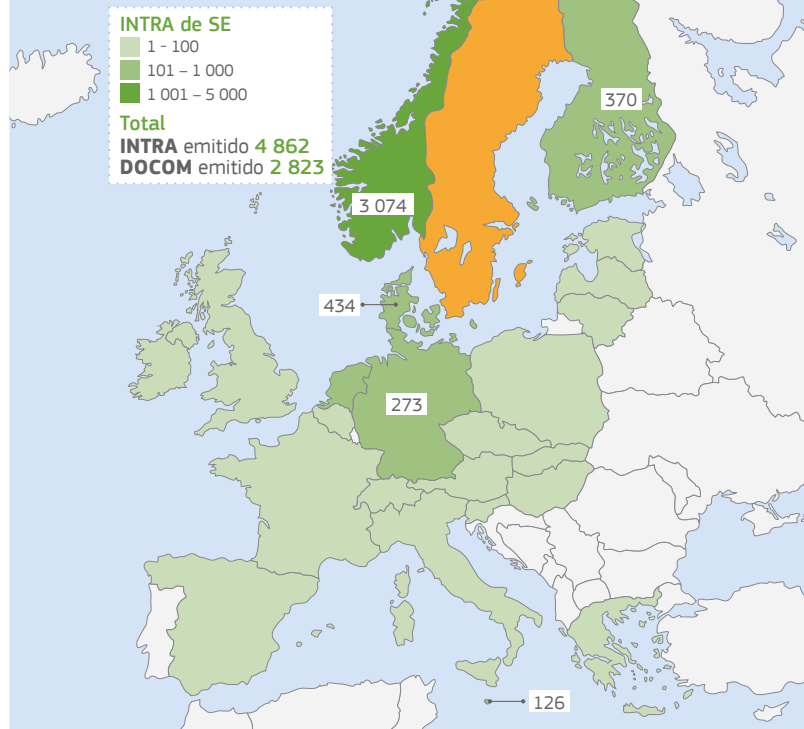 INTRA de SE
1 - 100
101 – 1 000
1 001 – 5 000
Total
INTRA emitido 4 862
DOCOM emitido 2 823
370
3 074
434
273
126